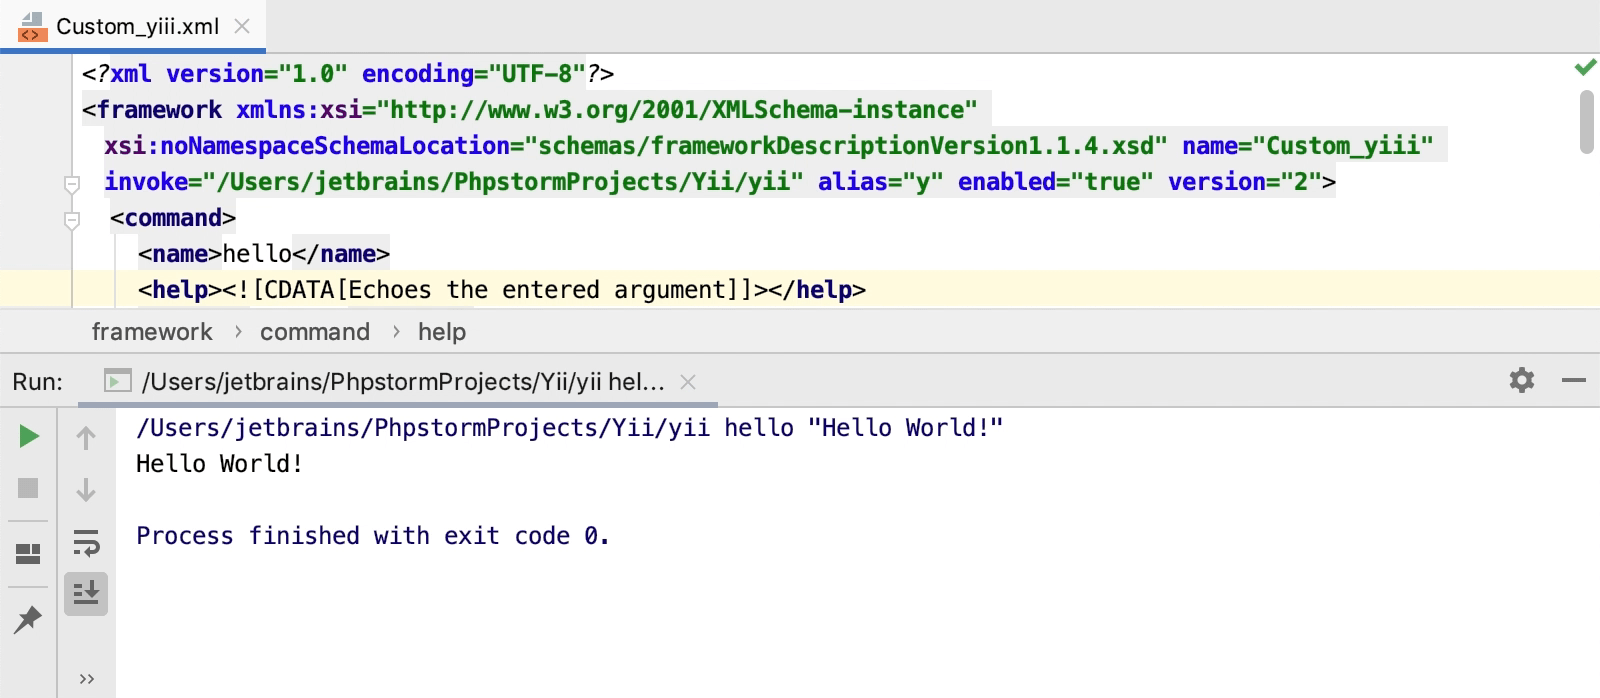 Custom_yiii.xml
<?xml version="1.0" encoding="UTF-8"?>
<framework xmlns:xsi="http://www.w3.org/2001/XMLSchema-instance"
xsi:noNamespaceSchemaLocation="schemas/frameworkDescriptionVersion1.1.4.xsd" name="Custom_yiii"
invoke="/Users/jetbrains/PhpstormProjects/Yii/yii" alias="y" enabled="true" version="2">
<command>
<name>hello</name>
<help><![CDATA[Echoes the entered argument]]></help>
framework › command › help
Run: /Users/jetbrains/PhpstormProjects/Yii/yii hel...
/Users/jetbrains/PhpstormProjects/Yii/yii hello "Hello World!"
Hello World!
Process finished with exit code 0.